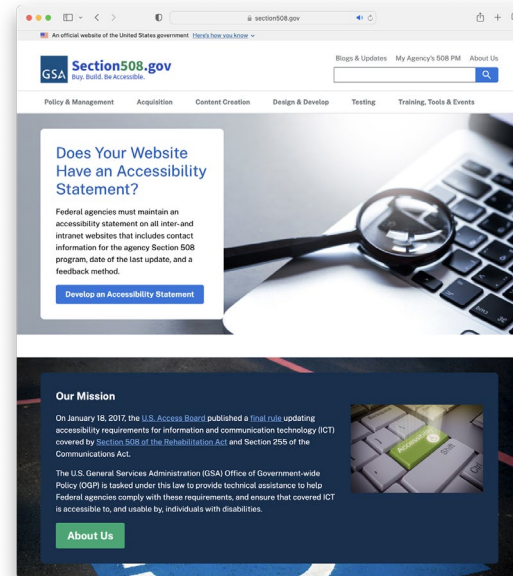 section508.gov
An official website of the United States government Here's how you know
Blogs & Updates My Agency's 508 PM About Us
GSA
Section508.gov
Buy. Build. Be Accessible.
Policy & Management Acquisition Content Creation Design & Develop Testing Training, Tools & Events
Does Your Website
Have an Accessibility
Statement?
Federal agencies must maintain an
accessibility statement on all inter- and
intranet websites that includes contact
information for the agency Section 508
program, date of the last update, and a
feedback method.
Develop an Accessibility Statement
Our Mission
On January 18, 2017, the U.S. Access Board published a final rule updating
accessibility requirements for information and communication technology (ICT)
covered by Section 508 of the Rehabilitation Act and Section 255 of the
Communications Act.
The U.S. General Services Administration (GSA) Office of Government-wide
Policy (OGP) is tasked under this law to provide technical assistance to help
Federal agencies comply with these requirements, and ensure that covered ICT
is accessible to, and usable by, individuals with disabilities.
Shift
About Us